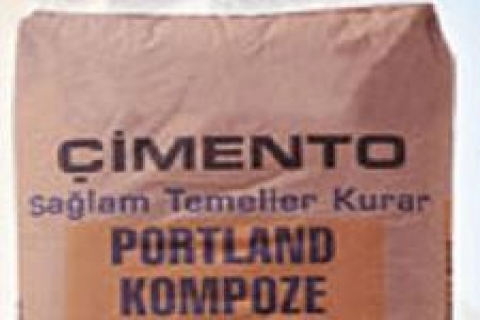 ÇİMENTO
sağlam Temeller Kurar
PORTLAND
KOMPOZE